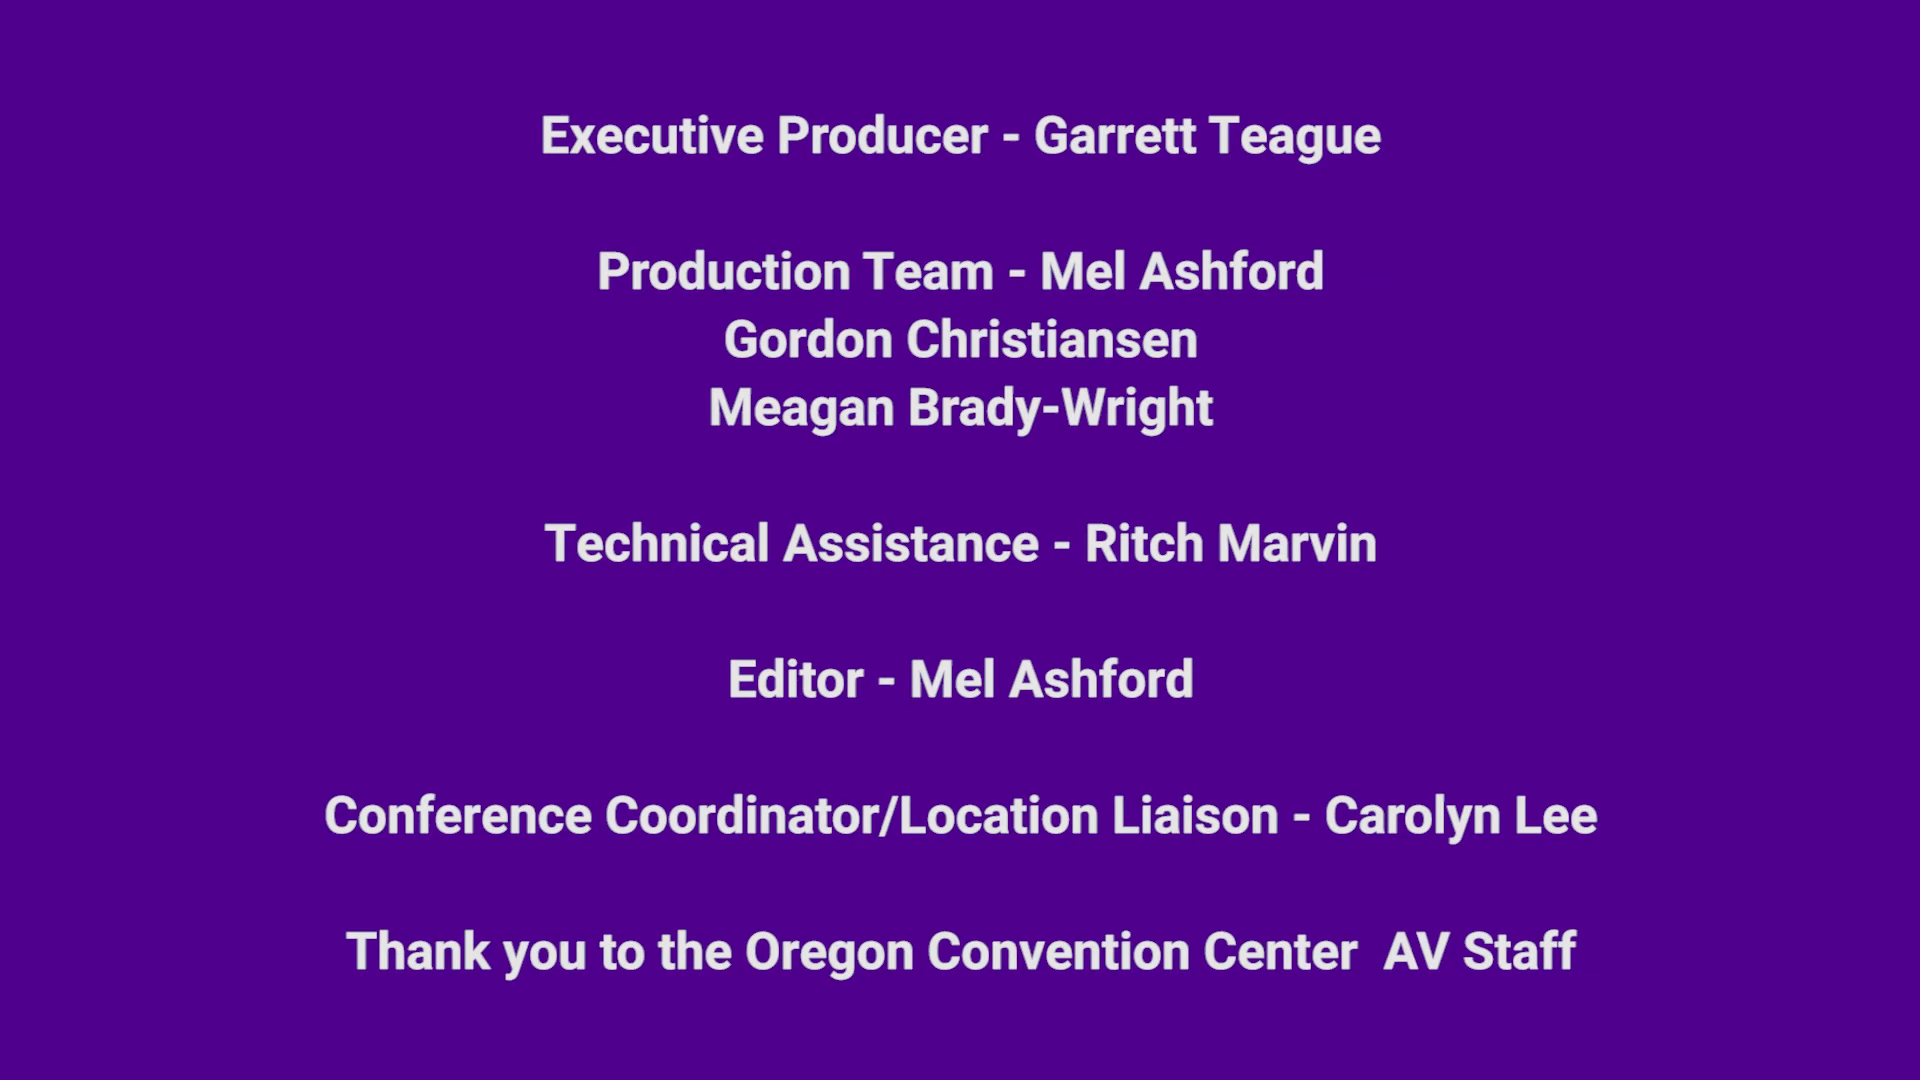 Executive Producer - Garrett Teague
Production Team - Mel Ashford
Gordon Christiansen
Meagan Brady-Wright
Technical Assistance - Ritch Marvin
Editor - Mel Ashford
Conference Coordinator/Location Liaison - Carolyn Lee
Thank you to the Oregon Convention Center  AV Staff